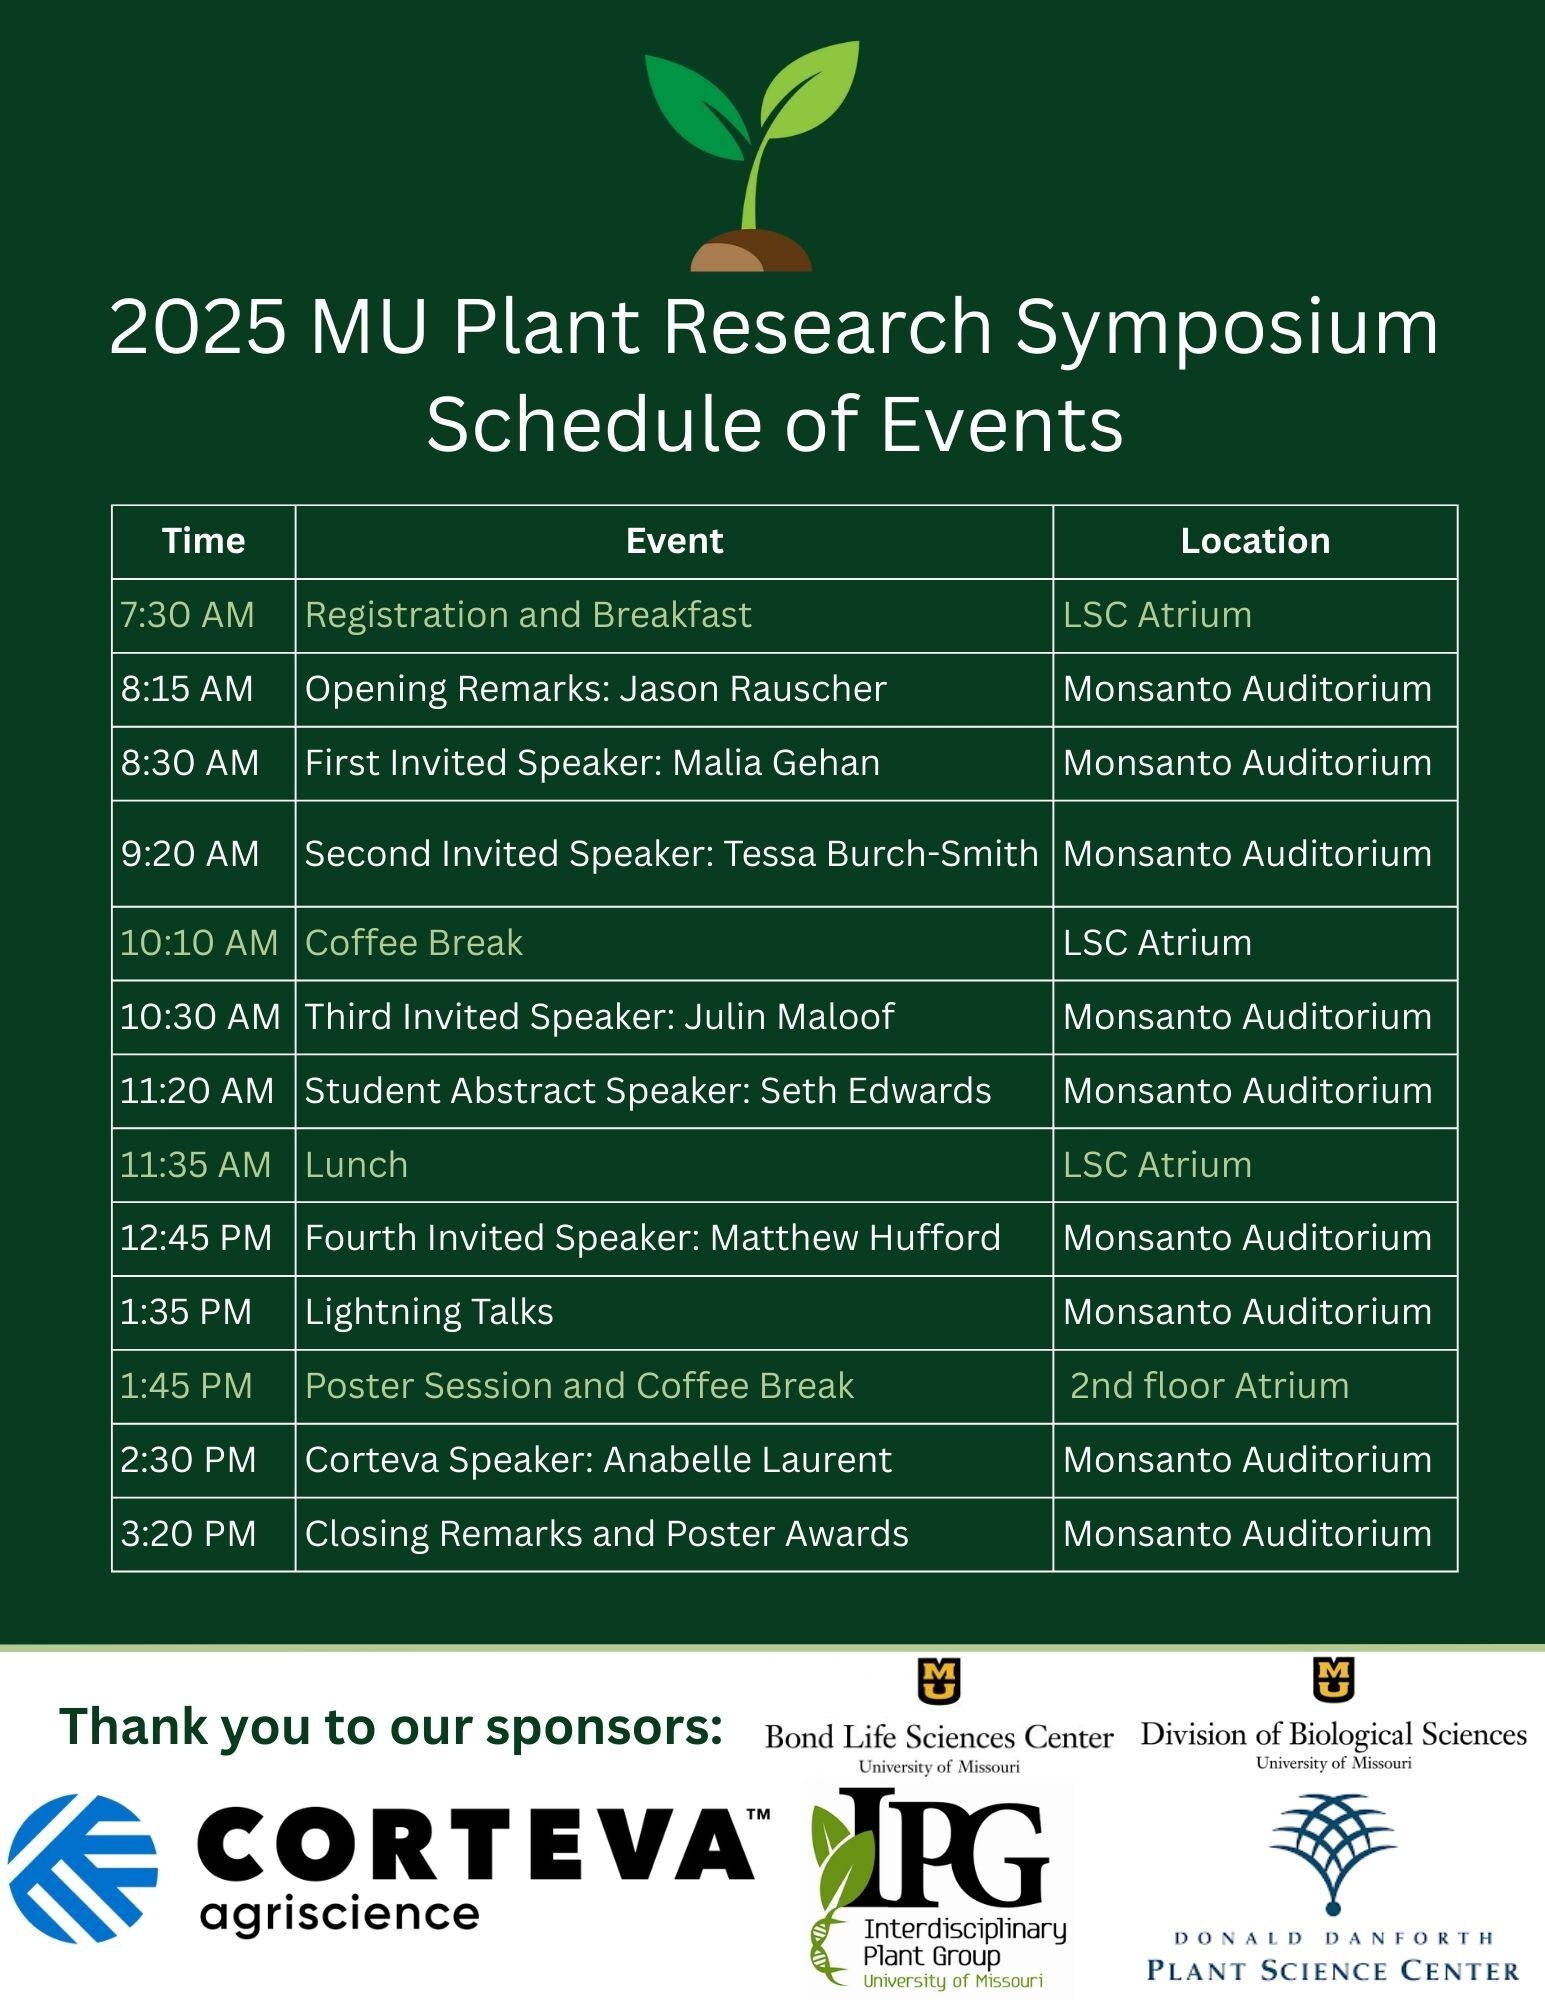 2025 MU Plant Research Symposium
Schedule of Events
Time Event Location
7:30 AM Registration and Breakfast LSC Atrium
8:15 AM Opening Remarks: Jason Rauscher Monsanto Auditorium
8:30 AM First Invited Speaker: Malia Gehan Monsanto Auditorium
9:20 AM Second Invited Speaker: Tessa Burch-Smith Monsanto Auditorium
10:10 AM Coffee Break LSC Atrium
10:30 AM Third Invited Speaker: Julin Maloof Monsanto Auditorium
11:20 AM Student Abstract Speaker: Seth Edwards Monsanto Auditorium
11:35 AM Lunch LSC Atrium
12:45 PM Fourth Invited Speaker: Matthew Hufford Monsanto Auditorium
1:35 PM Lightning Talks Monsanto Auditorium
1:45 PM Poster Session and Coffee Break 2nd floor Atrium
2:30 PM Corteva Speaker: Anabelle Laurent Monsanto Auditorium
3:20 PM Closing Remarks and Poster Awards Monsanto Auditorium
Thank you to our sponsors:
MU
Bond Life Sciences Center
University of Missouri
MU
Division of Biological Sciences
University of Missouri
CORTEVA™
agriscience
IPG
Interdisciplinary
Plant Group
University of Missouri
DONALD DANFORTH
PLANT SCIENCE CENTER